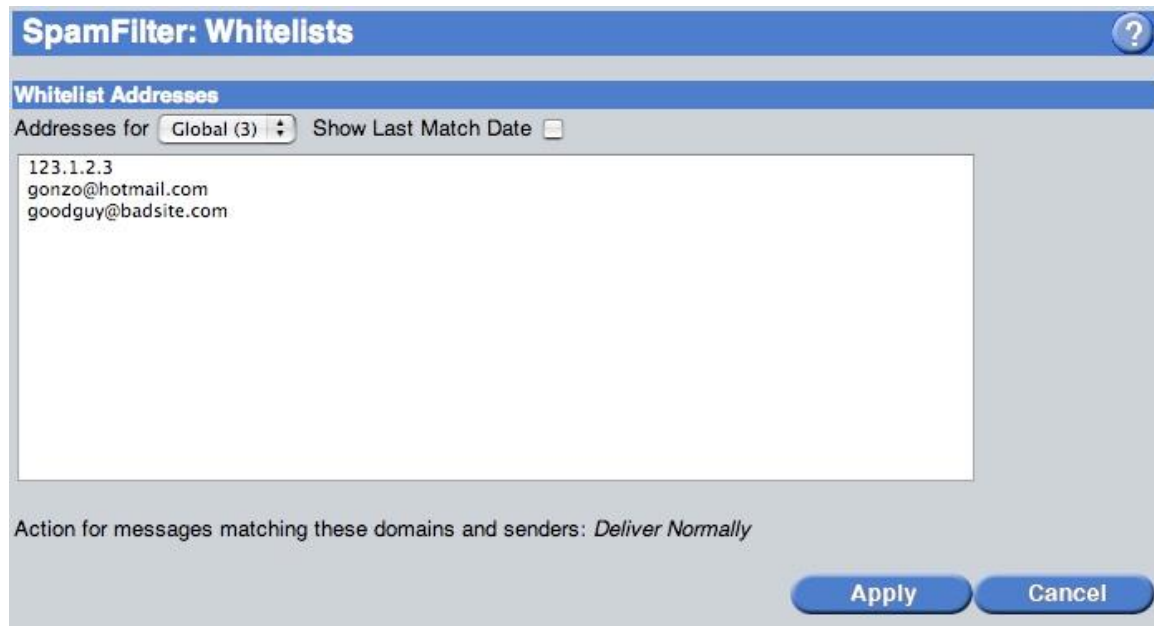 SpamFilter: Whitelists
?
Whitelist Addresses
Addresses for Global (3) Show Last Match Date
123.1.2.3
gonzo@hotmail.com
goodguy@badsite.com
Action for messages matching these domains and senders: Deliver Normally
Apply Cancel